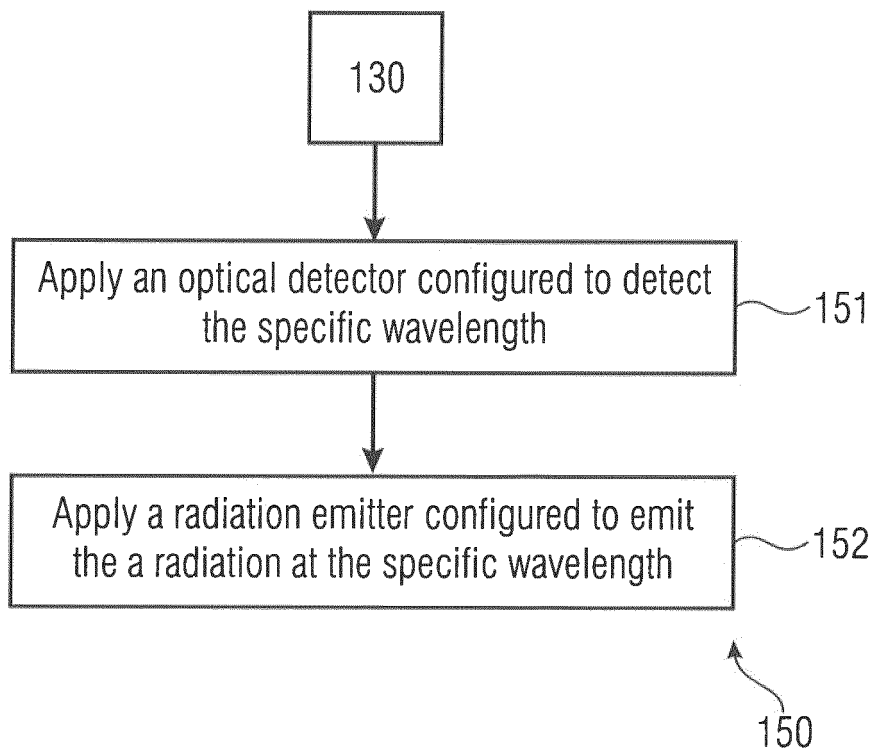 130
Apply an optical detector configured to detect
the specific wavelength
151
Apply a radiation emitter configured to emit
the a radiation at the specific wavelength
152
150